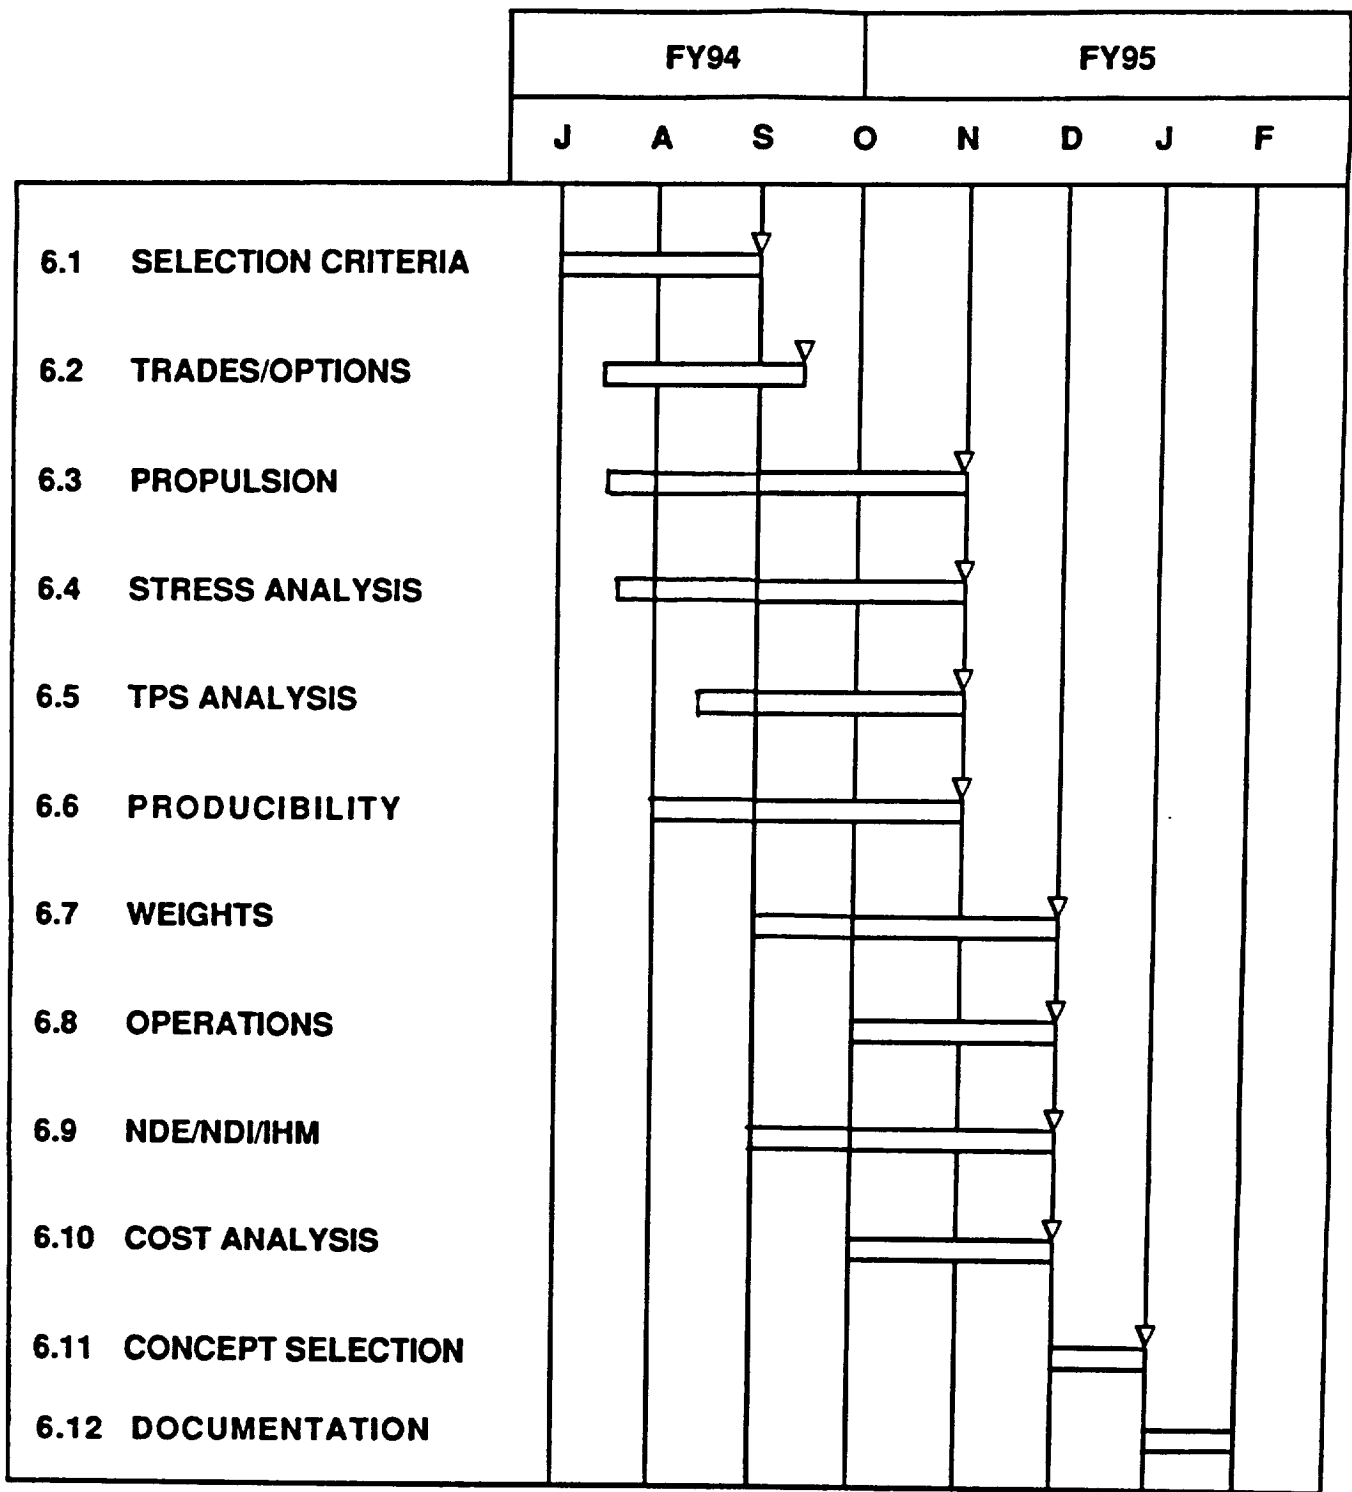 FY94 FY95
J A S O N D J F
6.1 SELECTION CRITERIA
6.2 TRADES/OPTIONS
6.3 PROPULSION
6.4 STRESS ANALYSIS
6.5 TPS ANALYSIS
6.6 PRODUCIBILITY
6.7 WEIGHTS
6.8 OPERATIONS
6.9 NDE/NDI/IHM
6.10 COST ANALYSIS
6.11 CONCEPT SELECTION
6.12 DOCUMENTATION